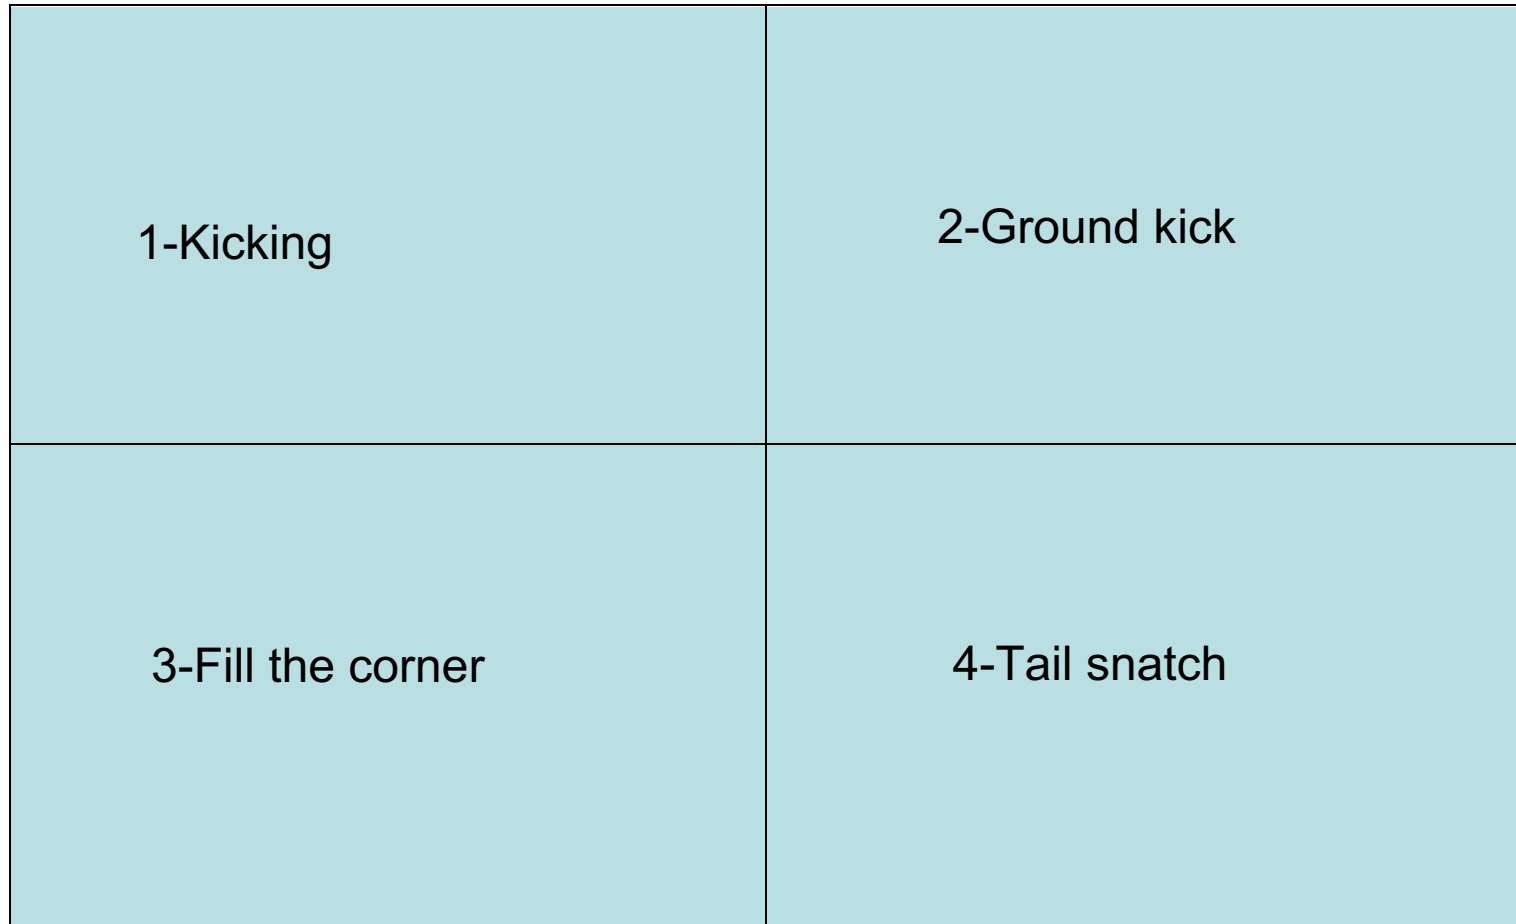 1-Kicking
2-Ground kick
3-Fill the corner
4-Tail snatch